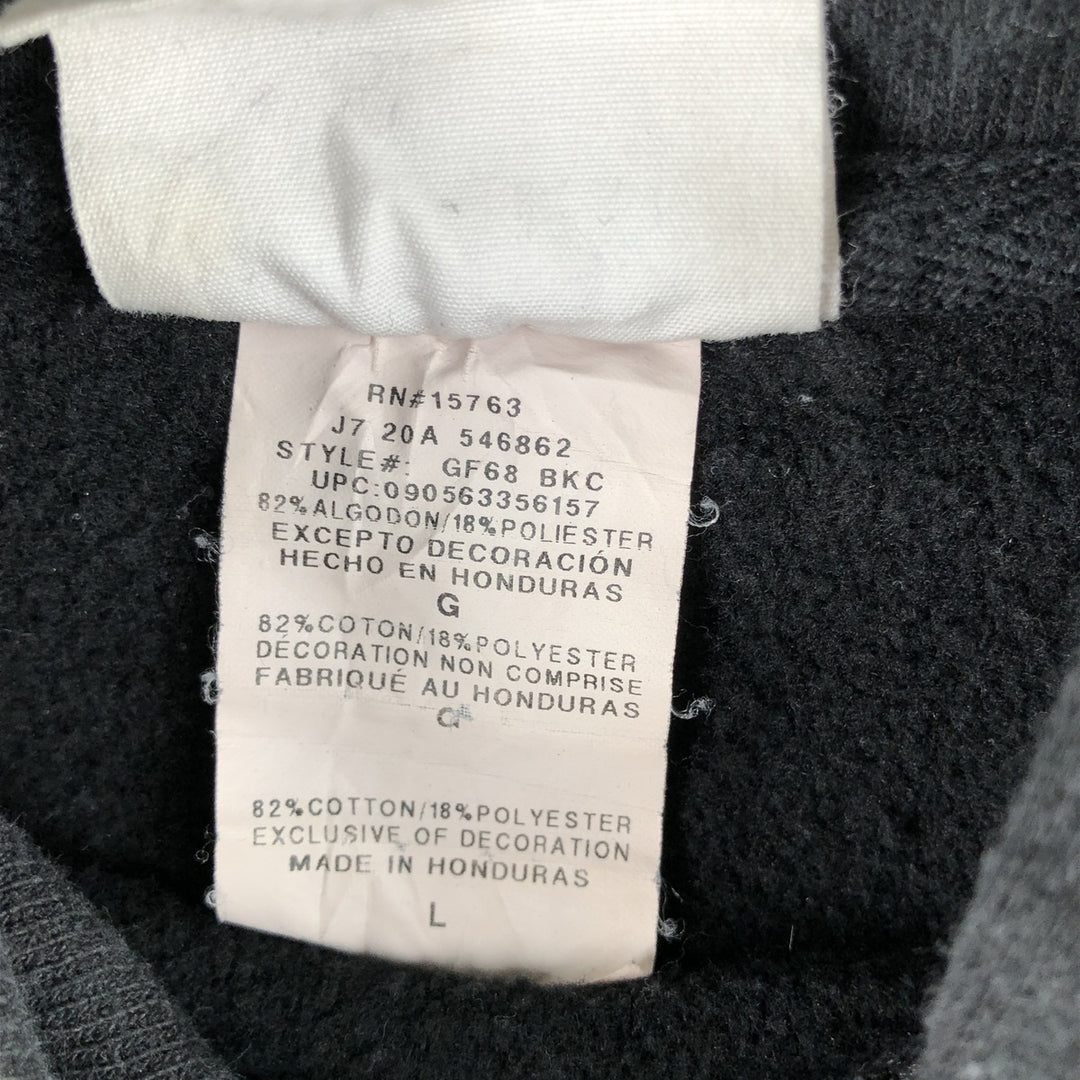 RN#15763
J7 20A 546862
STYLE#: GF68 BKC
UPC:090563356157
82%ALGODON/18%POLIESTER
EXCEPTO DECORACIÓN
HECHO EN HONDURAS
G
82%COTON/18%POLYESTER
DÉCORATION NON COMPRISE
FABRIQUÉ AU HONDURAS
G
82%COTTON/18%POLYESTER
EXCLUSIVE OF DECORATION
MADE IN HONDURAS
L